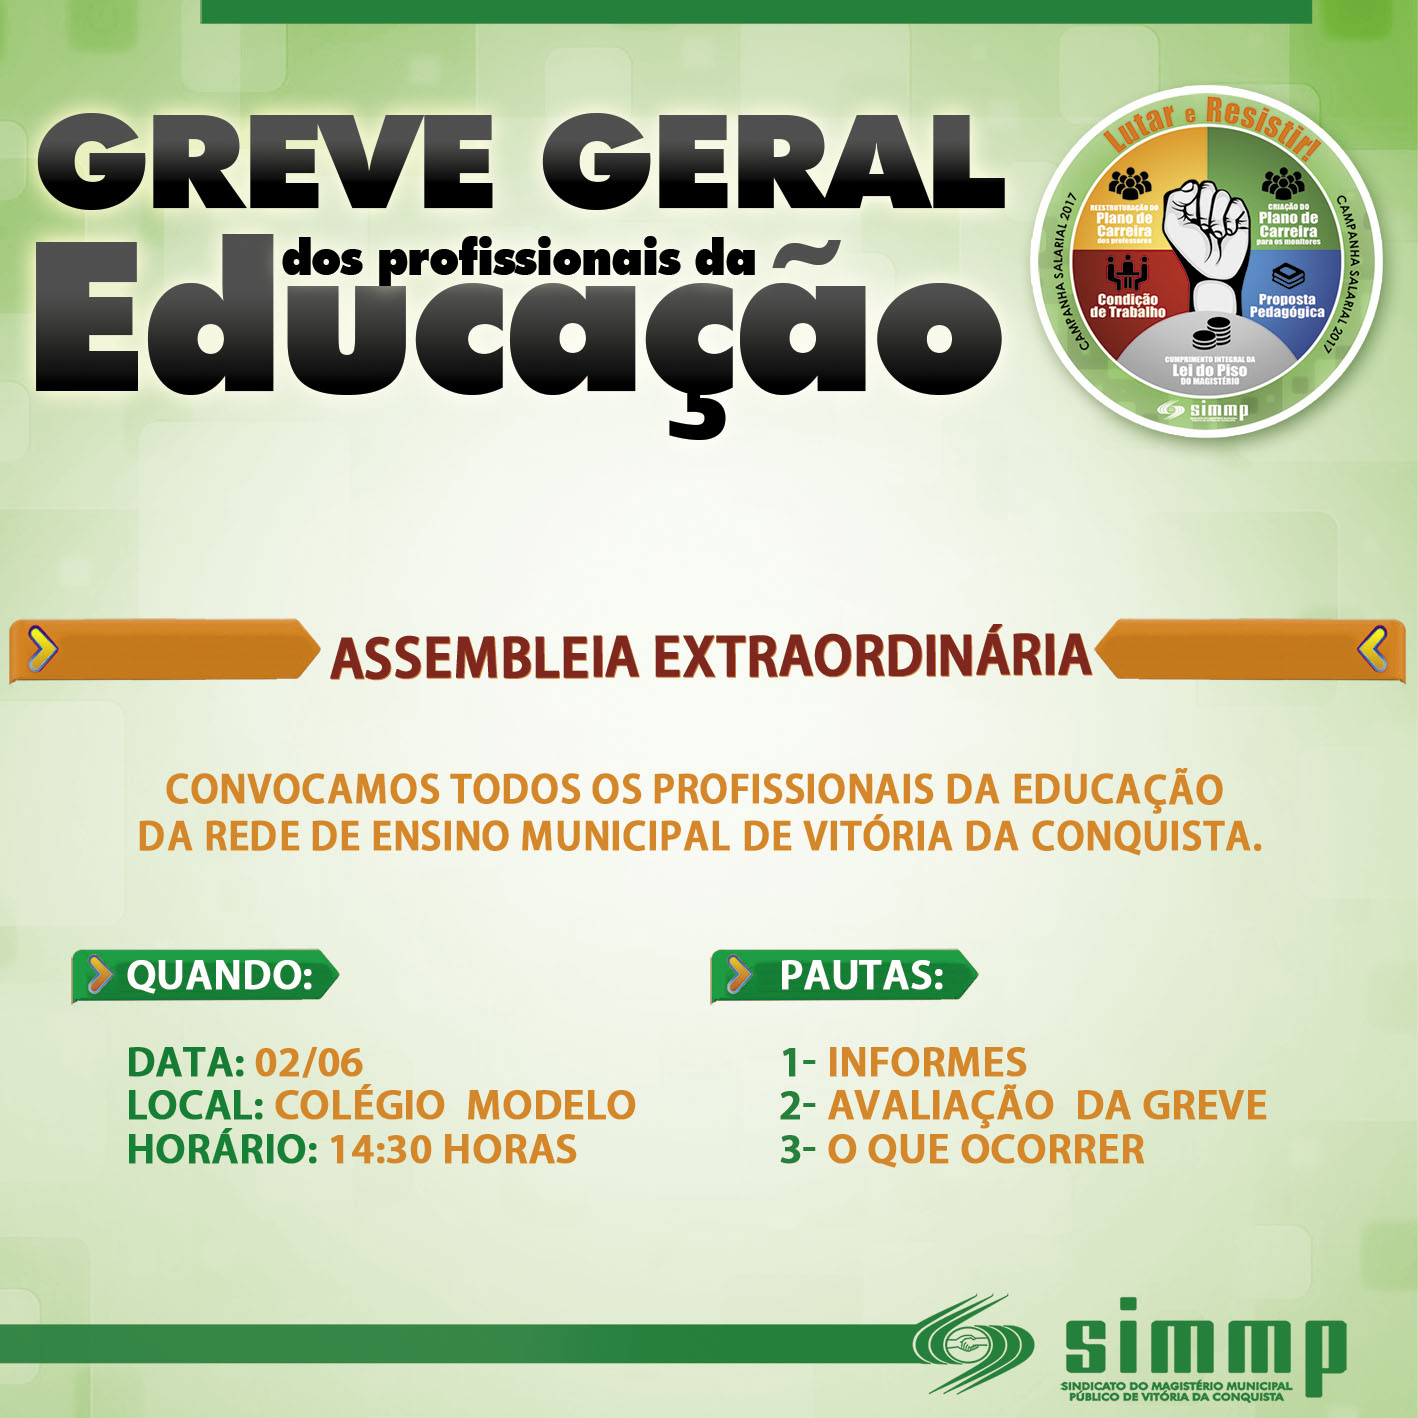 GREVE GERAL
dos profissionais da
Educação
Lutar e Resistir!
CAMPANHA SALARIAL 2017
CAMPANHA SALARIAL 2017
REESTRUTURAÇÃO DO
Plano de
Carreira
dos professores
CRIAÇÃO DO
Plano de
Carreira
para os monitores
Condição
de Trabalho
Proposta
Pedagógica
CUMPRIMENTO INTEGRAL DA
Lei do Piso
DO MAGISTÉRIO
simmp
ASSEMBLEIA EXTRAORDINÁRIA
CONVOCAMOS TODOS OS PROFISSIONAIS DA EDUCAÇÃO
DA REDE DE ENSINO MUNICIPAL DE VITÓRIA DA CONQUISTA.
QUANDO:
DATA: 02/06
LOCAL: COLÉGIO MODELO
HORÁRIO: 14:30 HORAS
PAUTAS:
1- INFORMES
2- AVALIAÇÃO DA GREVE
3- O QUE OCORRER
simmp
SINDICATO DO MAGISTÉRIO MUNICIPAL
PÚBLICO DE VITÓRIA DA CONQUISTA